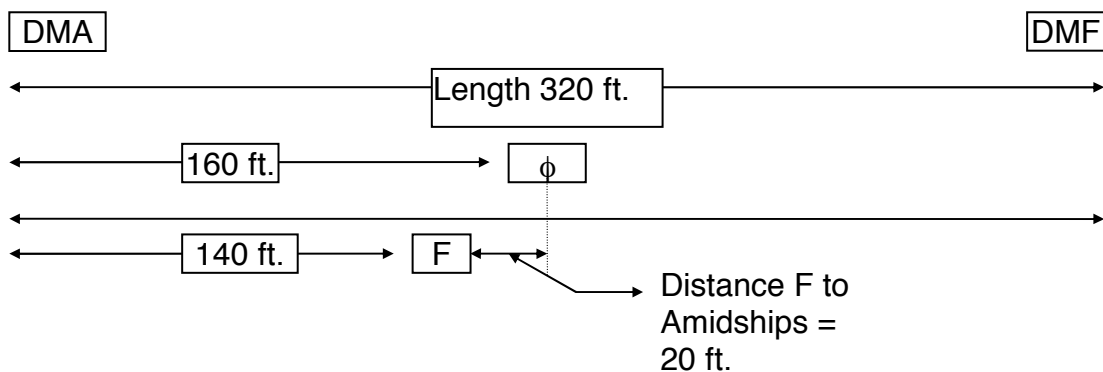 DMA
DMF
Length 320 ft.
160 ft.
ϕ
140 ft.
F
Distance F to
Amidships =
20 ft.